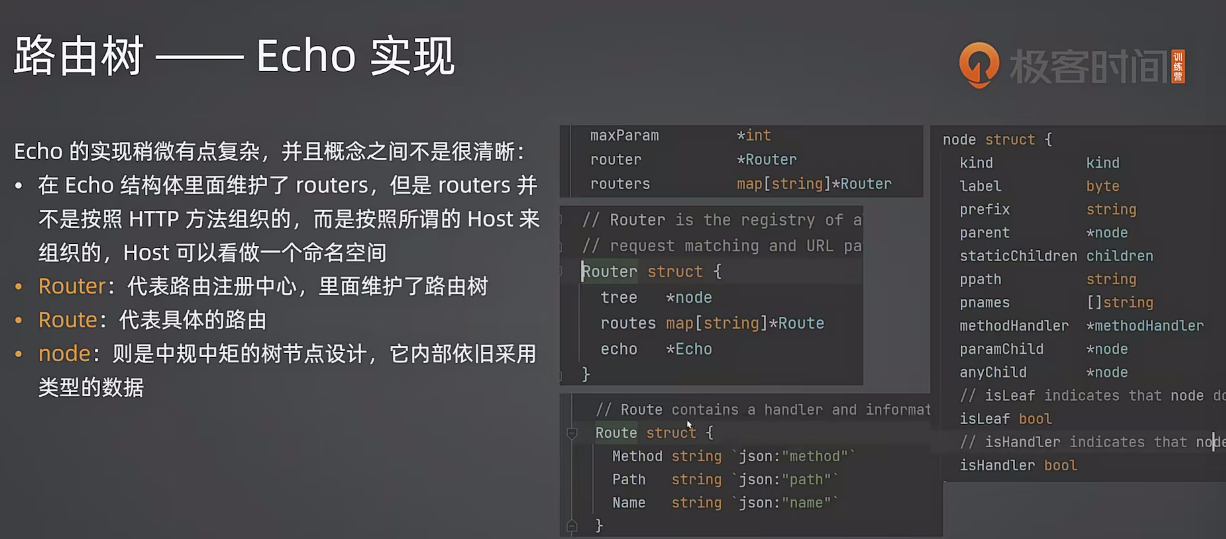 路由树 —— Echo 实现
极客时间
训练营
Echo 的实现稍微有点复杂，并且概念之间不是很清晰：
• 在 Echo 结构体里面维护了 routers，但是 routers 并
不是按照 HTTP 方法组织的，而是按照所谓的 Host 来
组织的，Host 可以看做一个命名空间
• Router：代表路由注册中心，里面维护了路由树
• Route：代表具体的路由
• node：则是中规中矩的树节点设计，它内部依旧采用
类型的数据
maxParam *int
router *Router
routers map[string]*Router
// Router is the registry of a
// request matching and URL pa
Router struct {
tree *node
routes map[string]*Route
echo *Echo
}
// Route contains a handler and informat
Route struct {
Method string `json:"method"`
Path string `json:"path"`
Name string `json:"name"`
}
node struct {
kind kind
label byte
prefix string
parent *node
staticChildren children
ppath string
pnames []string
methodHandler *methodHandler
paramChild *node
anyChild *node
// isLeaf indicates that node do
isLeaf bool
// isHandler indicates that node
isHandler bool